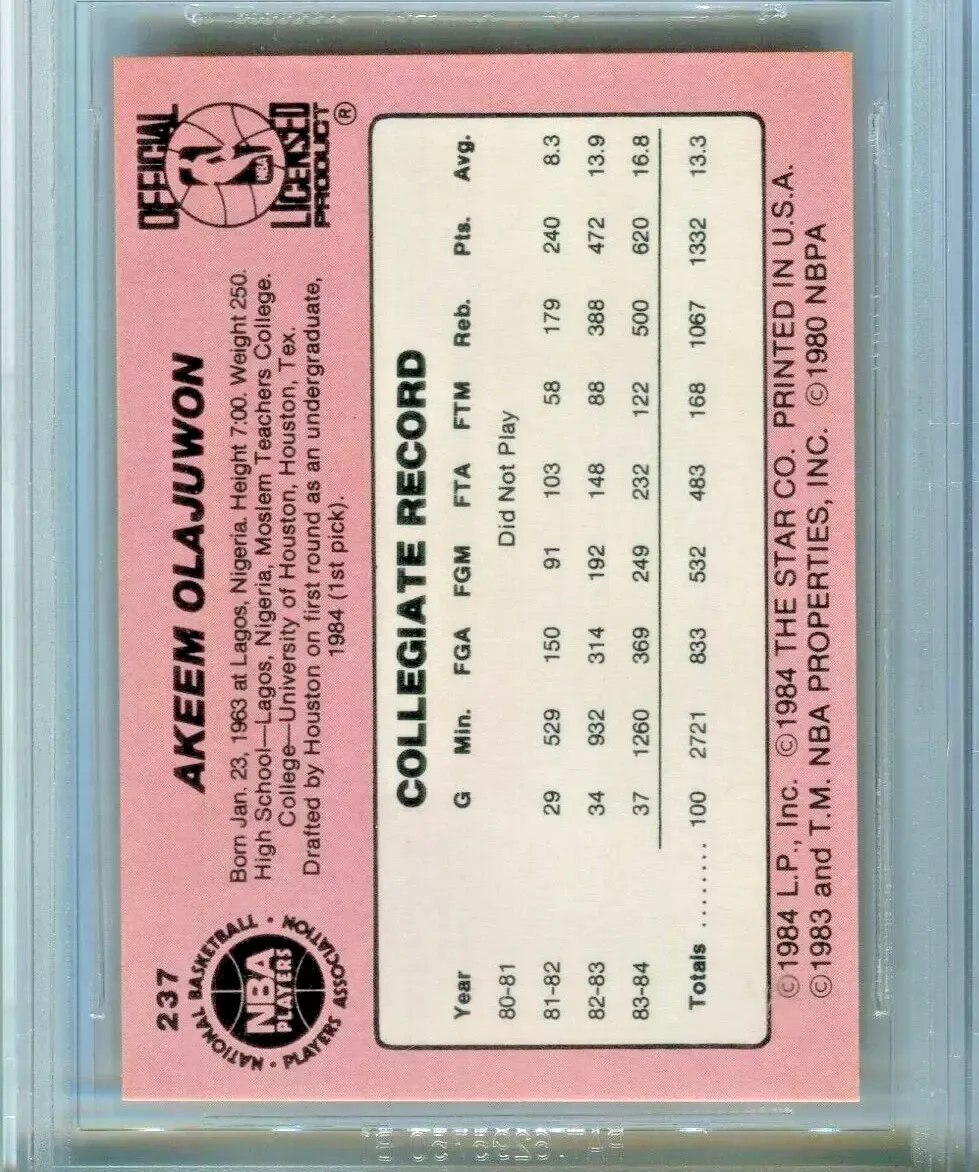 237
NATIONAL BASKETBALL
NBA
PLAYERS
PLAYERS ASSOCIATION
AKEEM OLAJUWON
Born Jan. 23, 1963 at Lagos, Nigeria. Height 7:00. Weight 250.
High School—Lagos, Nigeria, Moslem Teachers College.
College—University of Houston, Houston, Tex.
Drafted by Houston on first round as an undergraduate,
1984 (1st pick).
OFFICIAL
NBA
LICENSED
PRODUCT ®
COLLEGIATE RECORD
Year G Min. FGA FGM FTA FTM Reb. Pts. Avg.
80-81 Did Not Play
81-82 29 529 150 91 103 58 179 240 8.3
82-83 34 932 314 192 148 88 388 472 13.9
83-84 37 1260 369 249 232 122 500 620 16.8
Totals ........ 100 2721 833 532 483 168 1067 1332 13.3
©1984 L.P., Inc. ©1984 THE STAR CO. PRINTED IN U.S.A.
©1983 and T.M. NBA PROPERTIES, INC. ©1980 NBPA